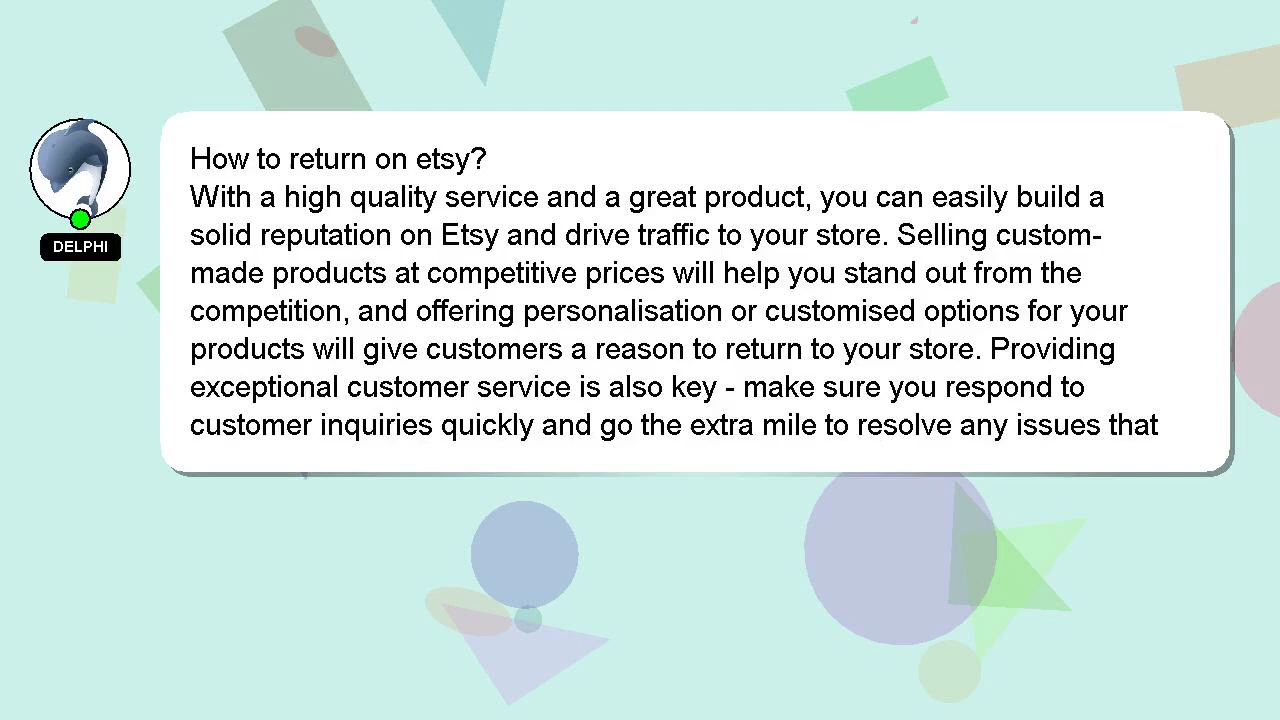 How to return on etsy?
With a high quality service and a great product, you can easily build a
solid reputation on Etsy and drive traffic to your store. Selling custom-
made products at competitive prices will help you stand out from the
competition, and offering personalisation or customised options for your
products will give customers a reason to return to your store. Providing
exceptional customer service is also key - make sure you respond to
customer inquiries quickly and go the extra mile to resolve any issues that
DELPHI